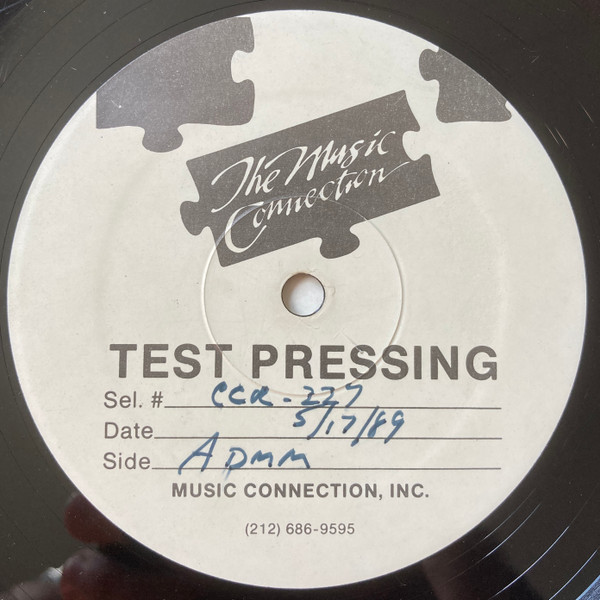 The Music
Connection
TEST PRESSING
Sel. # CCR-227
Date 5/17/89
Side A DMM
MUSIC CONNECTION, INC.
(212) 686-9595